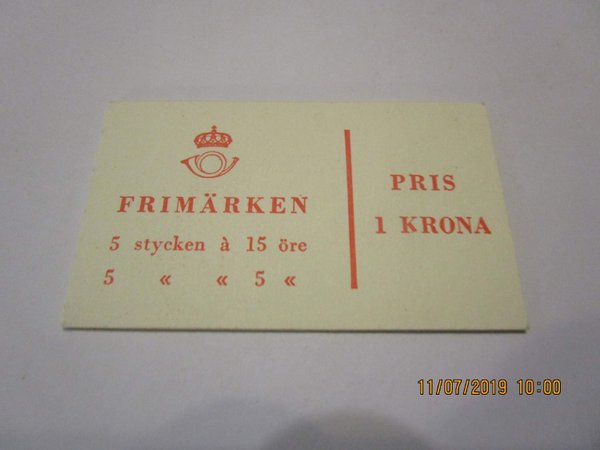 FRIMÄRKEN
5 stycken à 15 öre
5 « « 5 «
PRIS
1 KRONA
11/07/2019 10:00